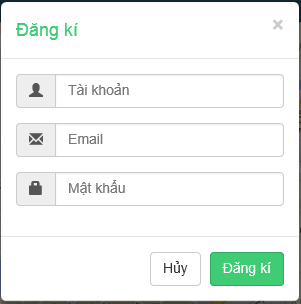 Đăng kí ×
Tài khoản
Email
Mật khẩu
Hủy Đăng kí